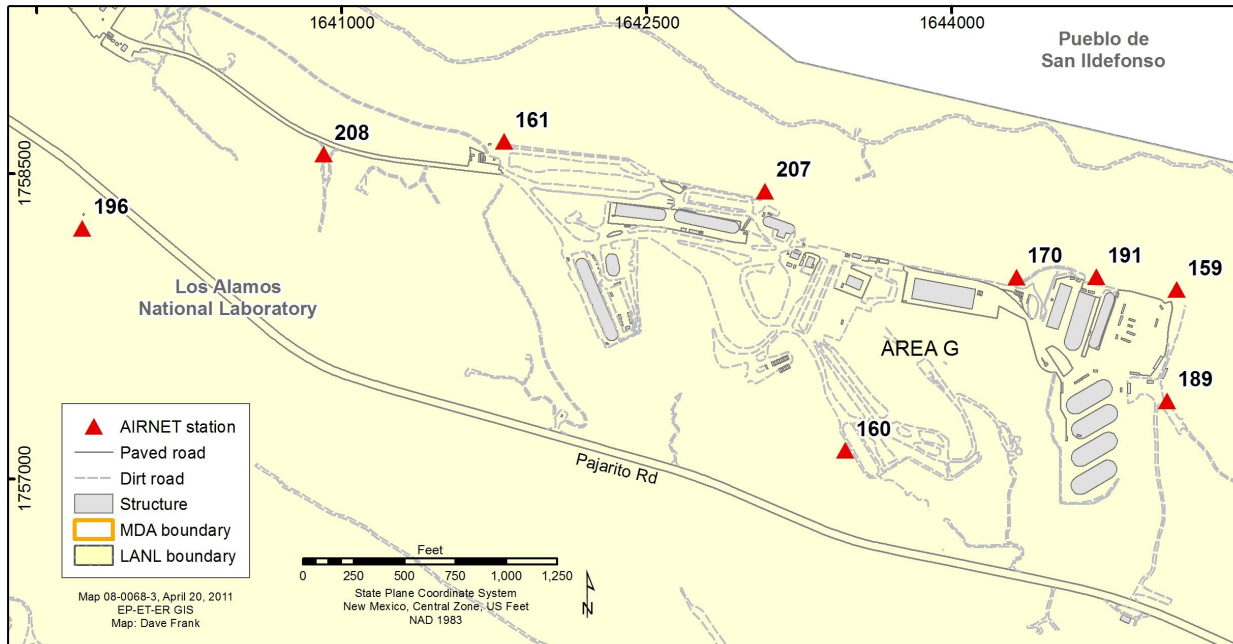 1641000
1642500
1644000
Pueblo de
San Ildefonso
1758500
1757000
208
161
207
196
170
191
159
Los Alamos
National Laboratory
AREA G
189
160
Pajarito Rd
AIRNET station
Paved road
Dirt road
Structure
MDA boundary
LANL boundary
Feet
0 250 500 750 1,000 1,250
State Plane Coordinate System
New Mexico, Central Zone, US Feet
NAD 1983
N
Map 08-0068-3, April 20, 2011
EP-ET-ER GIS
Map: Dave Frank